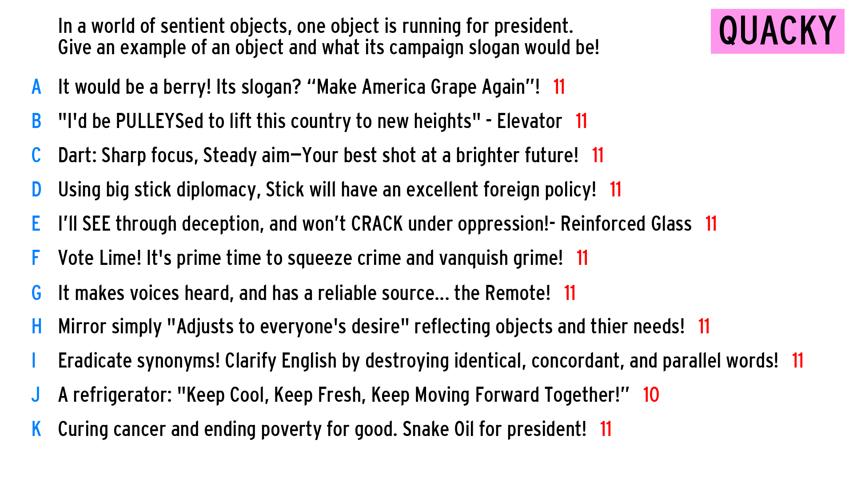 In a world of sentient objects, one object is running for president.
Give an example of an object and what its campaign slogan would be!
QUACKY
A It would be a berry! Its slogan? “Make America Grape Again”! 11
B "I'd be PULLEYSed to lift this country to new heights" - Elevator 11
C Dart: Sharp focus, Steady aim—Your best shot at a brighter future! 11
D Using big stick diplomacy, Stick will have an excellent foreign policy! 11
E I’ll SEE through deception, and won’t CRACK under oppression!- Reinforced Glass 11
F Vote Lime! It's prime time to squeeze crime and vanquish grime! 11
G It makes voices heard, and has a reliable source... the Remote! 11
H Mirror simply "Adjusts to everyone's desire" reflecting objects and thier needs! 11
I Eradicate synonyms! Clarify English by destroying identical, concordant, and parallel words! 11
J A refrigerator: "Keep Cool, Keep Fresh, Keep Moving Forward Together!” 10
K Curing cancer and ending poverty for good. Snake Oil for president! 11